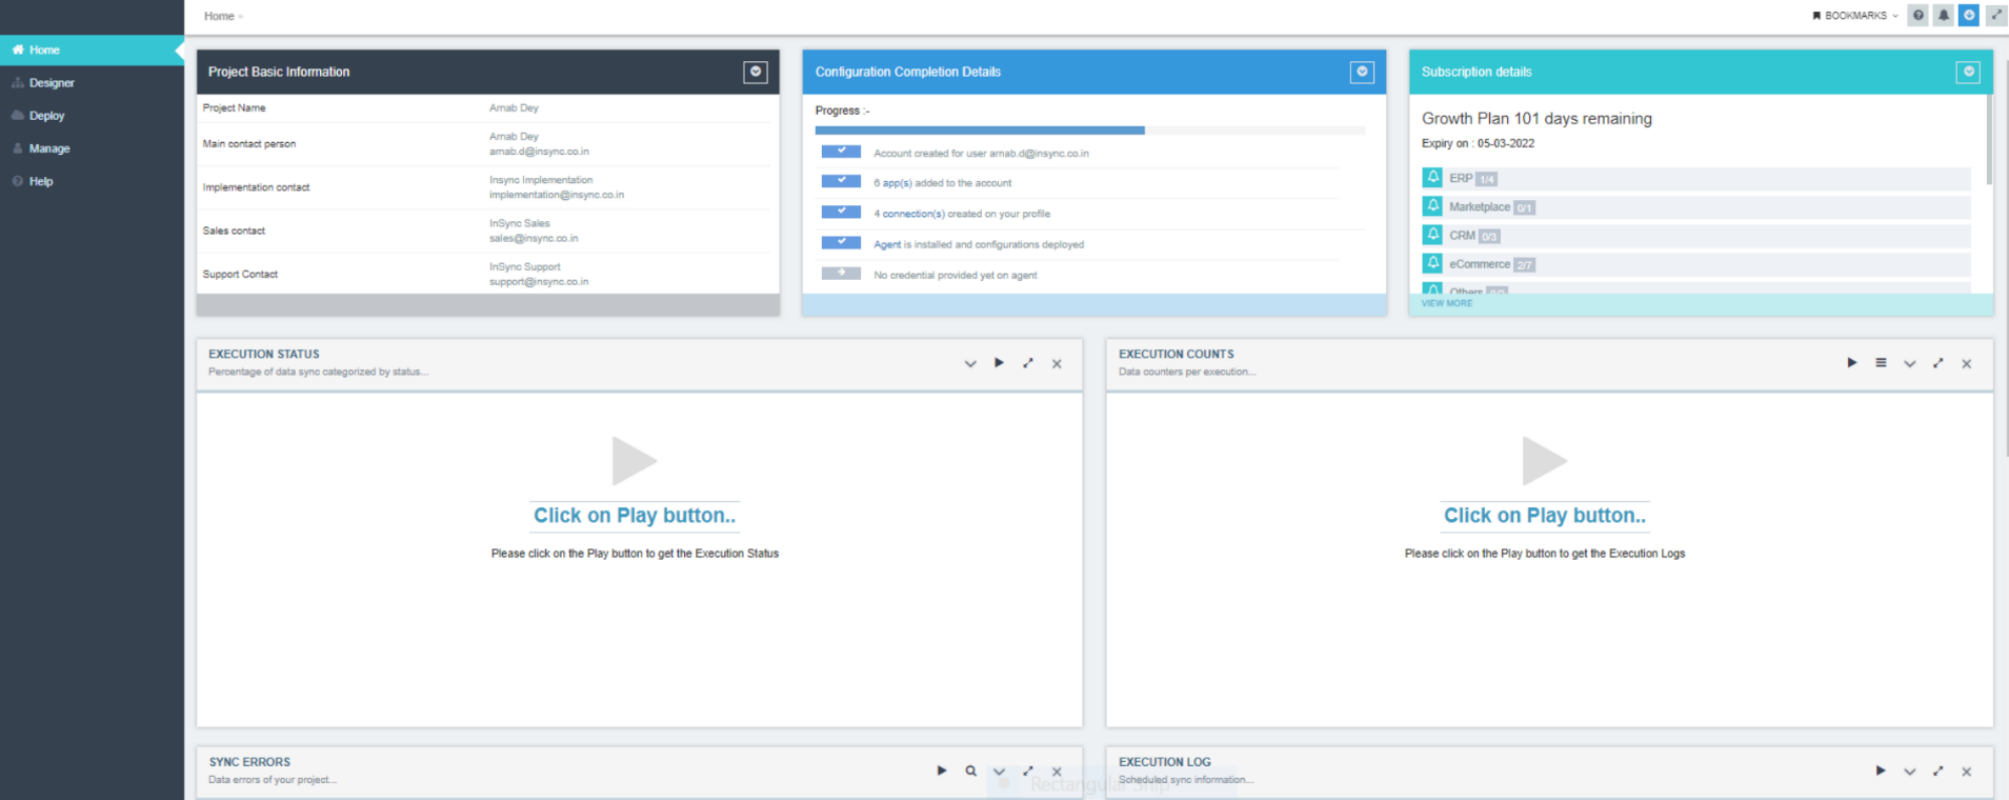 Home
BOOKMARKS
Home
Designer
Deploy
Manage
Help
Project Basic Information
Project Name
Arnab Dey
Main contact person
Arnab Dey
arnab.d@insync.co.in
Implementation contact
Insync Implementation
implementation@insync.co.in
Sales contact
InSync Sales
sales@insync.co.in
Support Contact
InSync Support
support@insync.co.in
Configuration Completion Details
Progress :-
Account created for user arnab.d@insync.co.in
6 app(s) added to the account
4 connection(s) created on your profile
Agent is installed and configurations deployed
No credential provided yet on agent
Subscription details
Growth Plan 101 days remaining
Expiry on : 05-03-2022
ERP 1/4
Marketplace 0/1
CRM 0/3
eCommerce 2/7
Others
VIEW MORE
EXECUTION STATUS
Percentage of data sync categorized by status...
Click on Play button..
Please click on the Play button to get the Execution Status
EXECUTION COUNTS
Data counters per execution...
Click on Play button..
Please click on the Play button to get the Execution Logs
SYNC ERRORS
Data errors of your project...
EXECUTION LOG
Scheduled sync information...
Rectangular Snip